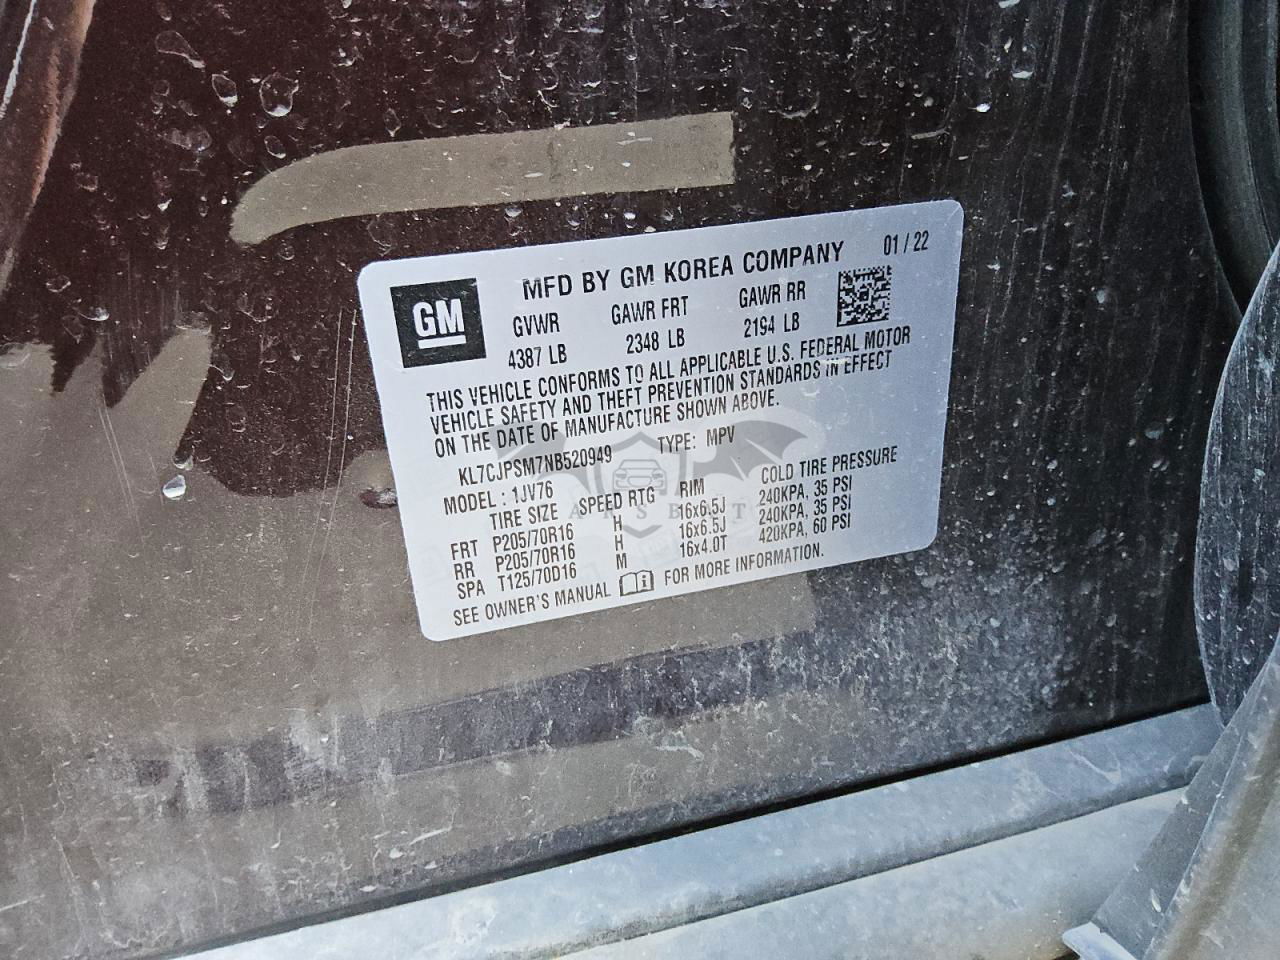 MFD BY GM KOREA COMPANY 01 / 22
GM
GVWR GAWR FRT GAWR RR
4387 LB 2348 LB 2194 LB
THIS VEHICLE CONFORMS TO ALL APPLICABLE U.S. FEDERAL MOTOR
VEHICLE SAFETY AND THEFT PREVENTION STANDARDS IN EFFECT
ON THE DATE OF MANUFACTURE SHOWN ABOVE.
KL7CJPSM7NB520949 TYPE: MPV
MODEL : 1JV76
TIRE SIZE SPEED RTG RIM COLD TIRE PRESSURE
FRT P205/70R16 H 16x6.5J 240KPA, 35 PSI
RR P205/70R16 H 16x6.5J 240KPA, 35 PSI
SPA T125/70D16 M 16x4.0T 420KPA, 60 PSI
SEE OWNER'S MANUAL FOR MORE INFORMATION.